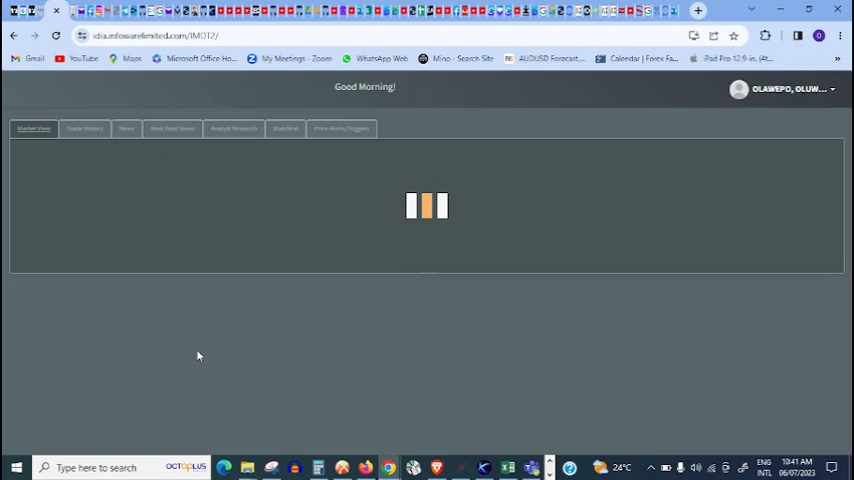 idia.infowarelimited.com/IMDT2/
Gmail YouTube Maps Microsoft Office Ho... My Meetings - Zoom WhatsApp Web Mino - Search Site AUDUSD Forecast,... Calendar | Forex Fa... iPad Pro 12.9-in. (4t...
Good Morning!
OLAWEPO, OLUW...
Market View Trade History News Most Read News Analyst Research Watchlist Price Alerts/Triggers
Type here to search OCTOPLUS 24°C ENG INTL 10:41 AM 06/07/2023